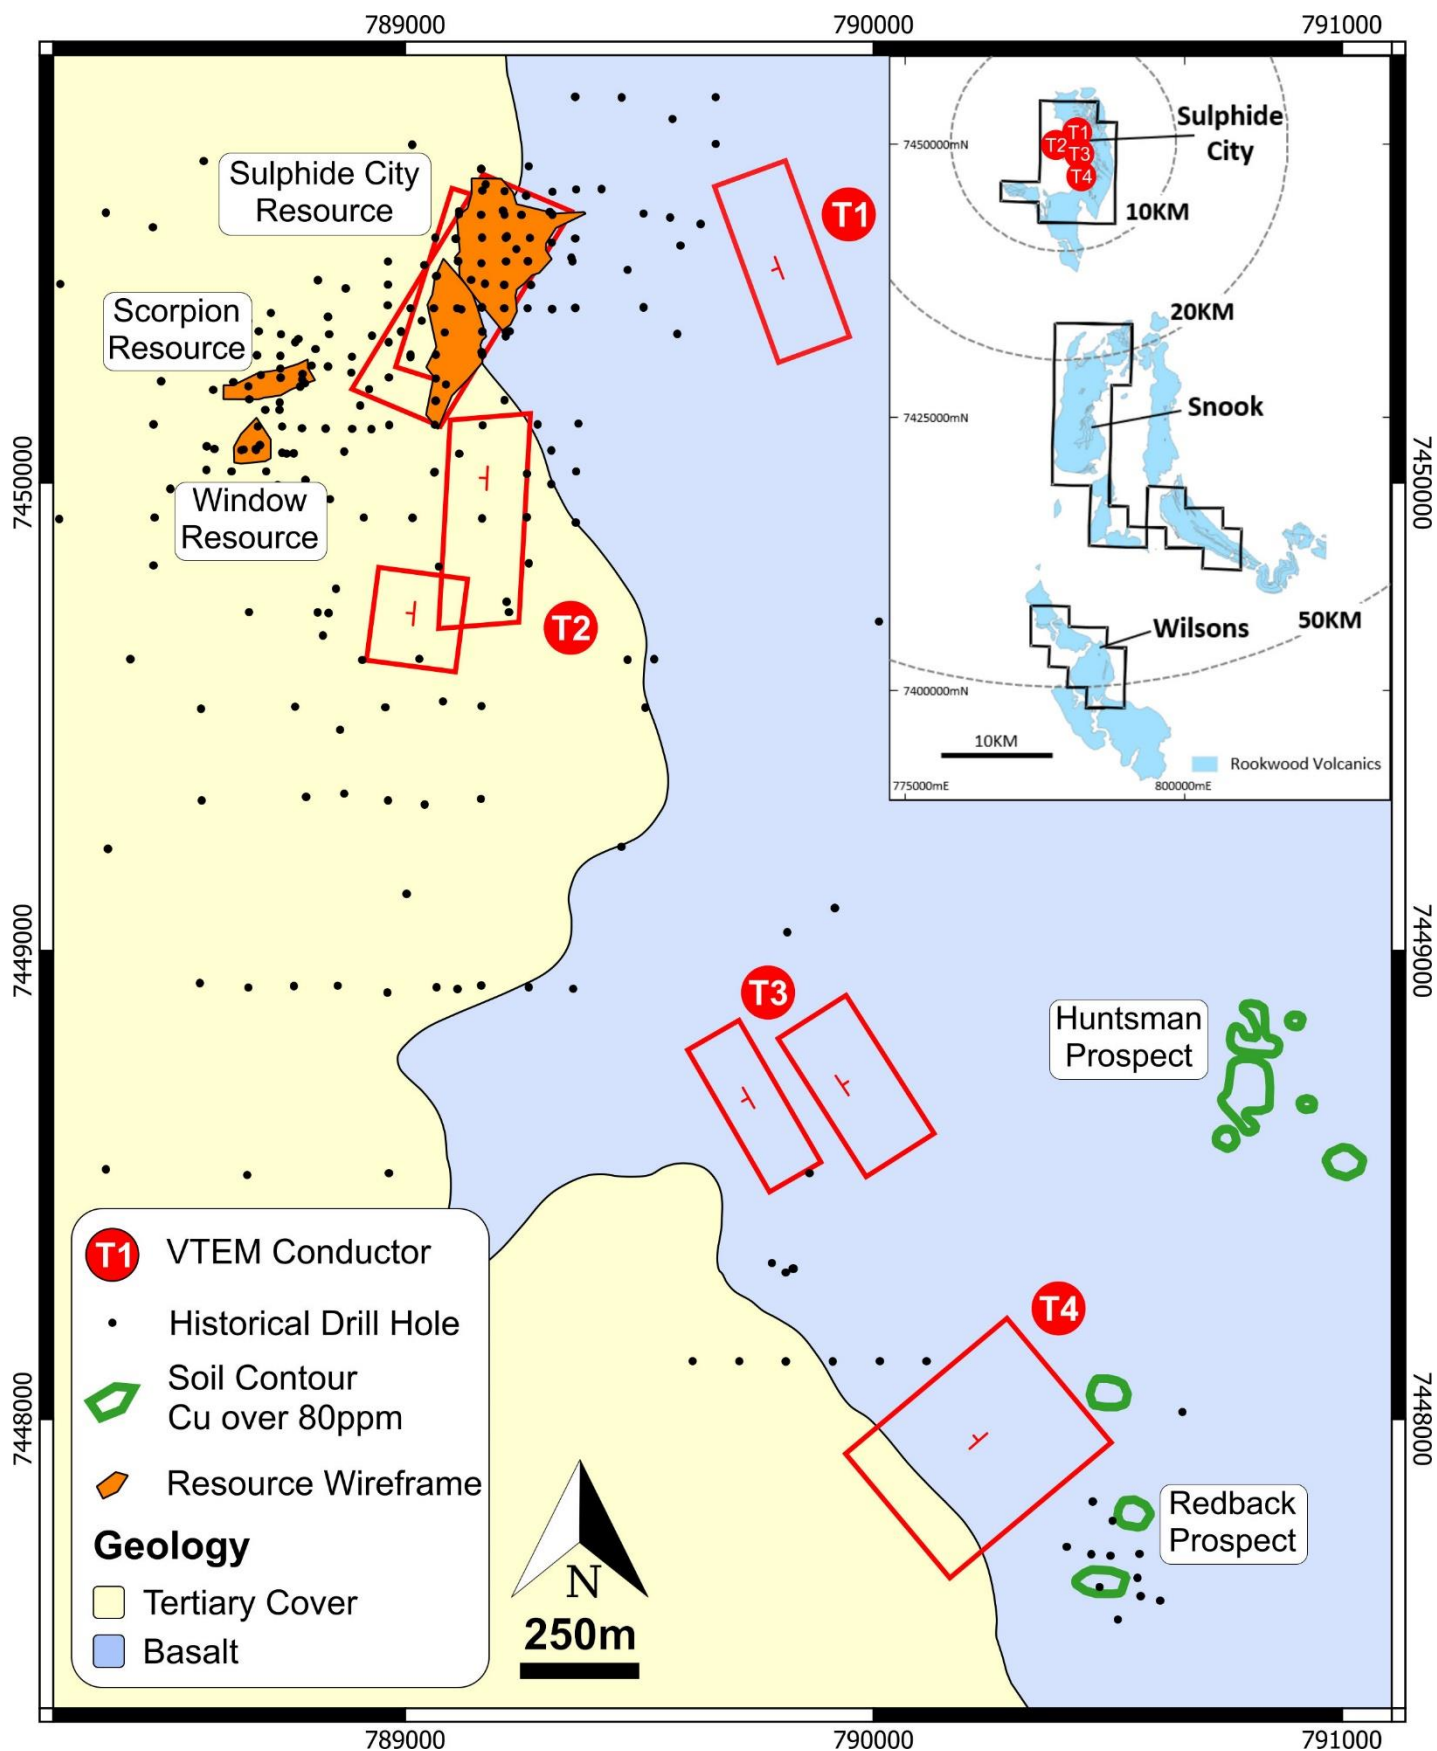 789000
790000
791000
Sulphide City
Resource
Scorpion
Resource
Window
Resource
T1
T2
7450000
7450000
7450000mN
T1
T2
T3
T4
Sulphide
City
10KM
20KM
7425000mN
Snook
Wilsons
50KM
7400000mN
10KM
Rookwood Volcanics
775000mE
800000mE
7449000
7449000
T3
Huntsman
Prospect
T4
7448000
7448000
Redback
Prospect
T1 VTEM Conductor
Historical Drill Hole
Soil Contour
Cu over 80ppm
Resource Wireframe
Geology
Tertiary Cover
Basalt
N
250m
789000
790000
791000